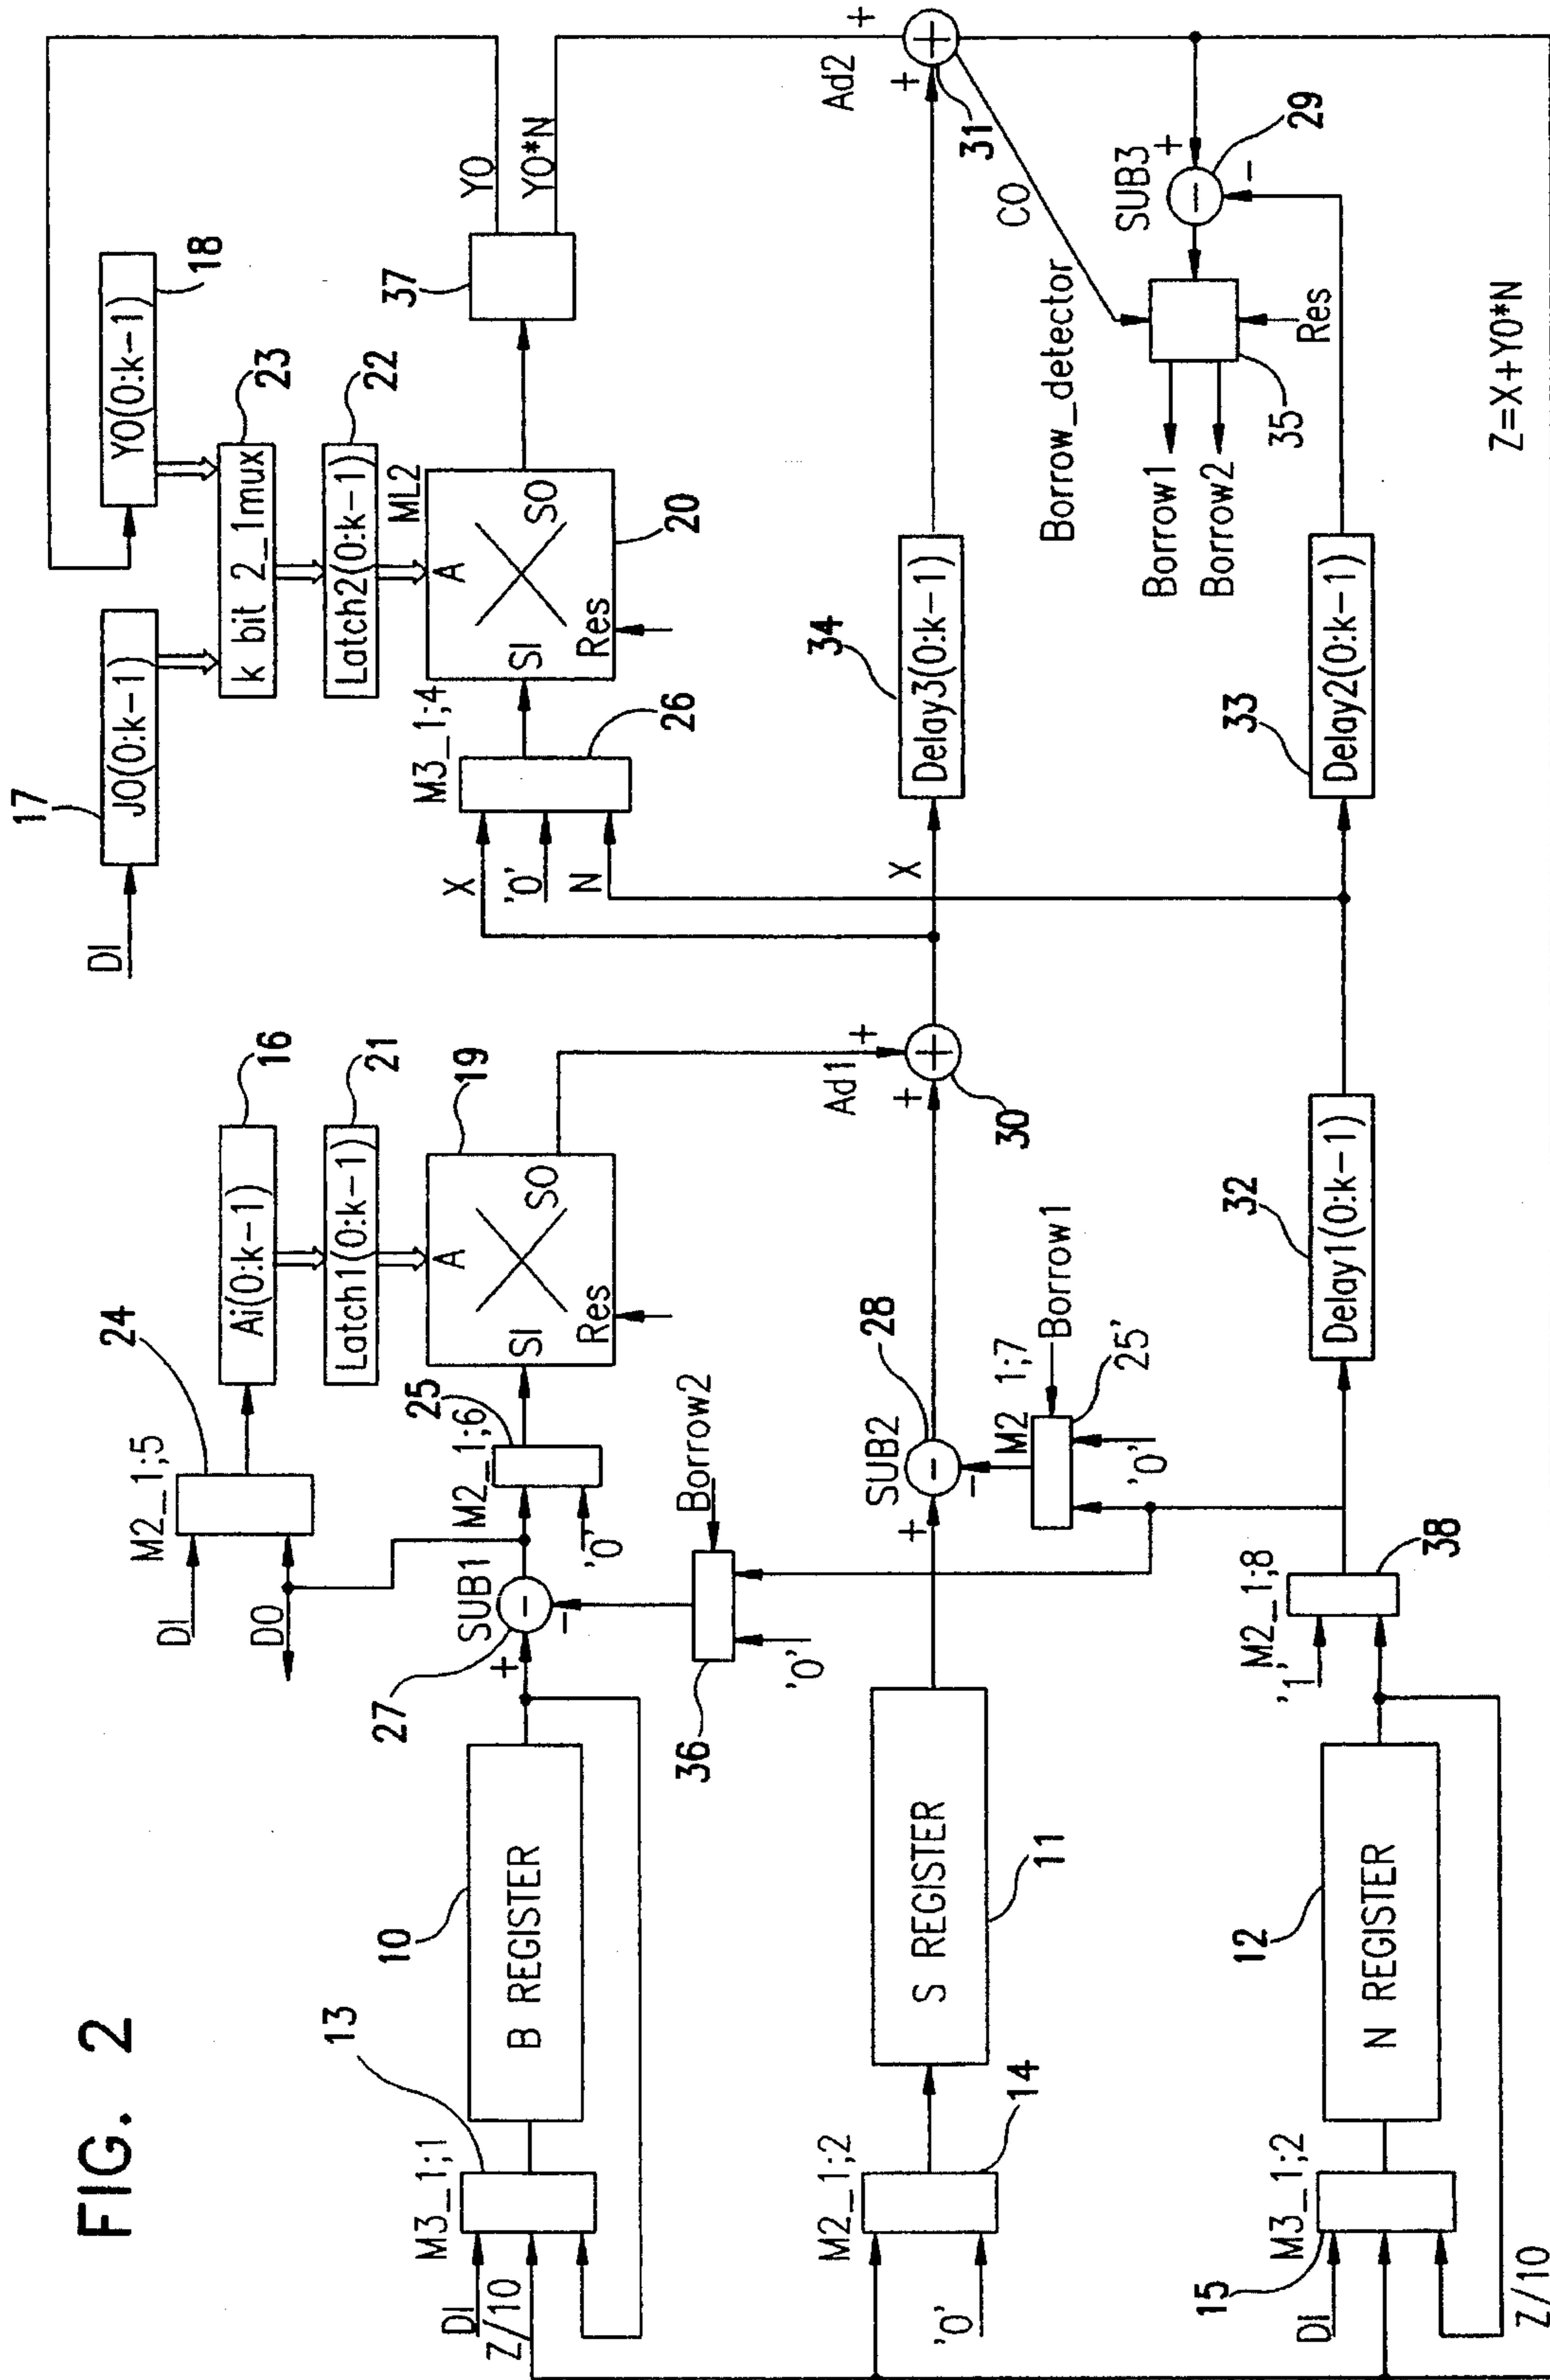 FIG. 2
DI
M3_1;1
13
Z/10
B REGISTER
10
27
+
SUB1
-
DO
DI
M2_1;5
24
M2_1;6
'0'
25
Ai(0:k-1)
16
Latch1(0:k-1)
21
A
SI
SO
Res
19
36
'0'
Borrow2
M2_1;2
'0'
14
S REGISTER
11
+
SUB2
-
28
M2_1;7
Borrow1
'0'
25'
Ad1
+
+
30
DI
15
M3_1;2
Z/10
N REGISTER
12
'1'
M2_1;8
38
Delay1(0:k-1)
32
DI
17
JO(0:k-1)
YO(0:k-1)
18
k bit 2_1mux
23
Latch2(0:k-1)
22
ML2
X
'0'
N
M3_1;4
26
A
SI
SO
Res
20
37
YO
YO*N
X
Delay3(0:k-1)
34
Ad2
+
+
31
CO
Borrow_detector
Borrow1
Borrow2
35
Res
SUB3
+
-
29
Delay2(0:k-1)
33
Z=X+YO*N